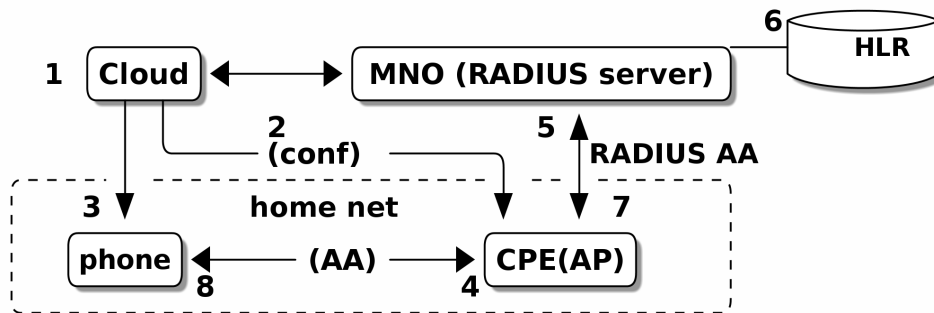 6
HLR
1 Cloud MNO (RADIUS server)
2
(conf)
5
RADIUS AA
3 home net 7
phone (AA) CPE(AP)
8 4